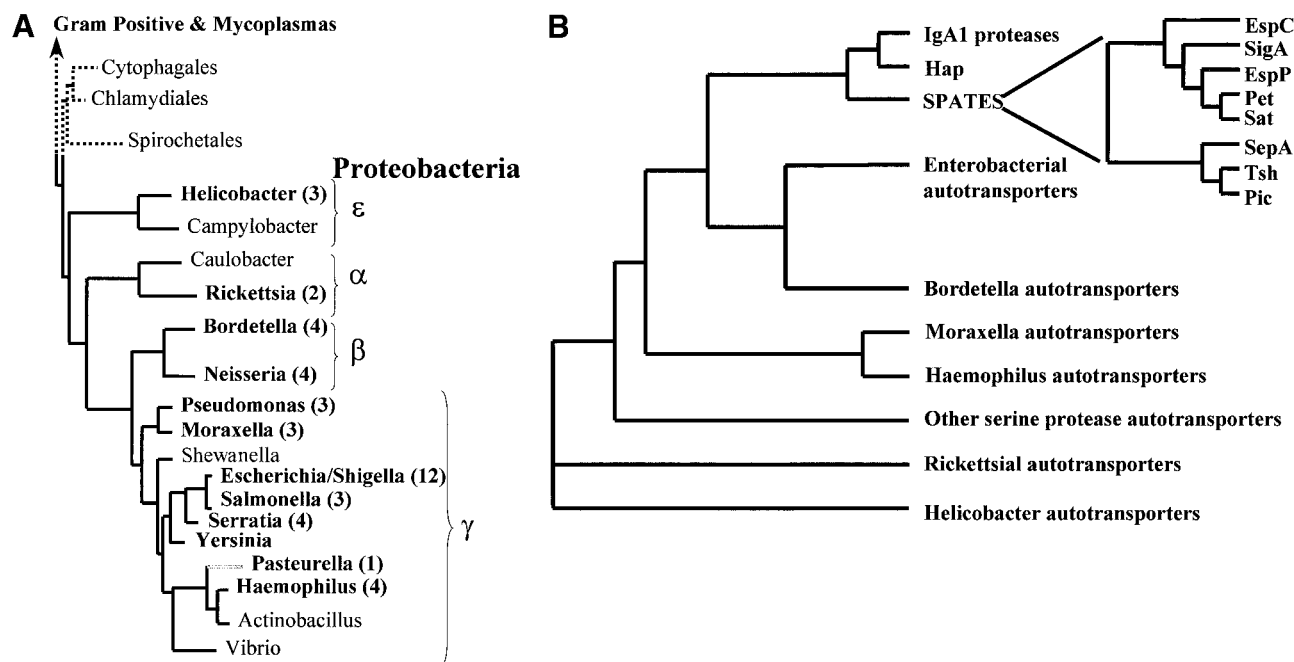 A
Gram Positive & Mycoplasmas
Cytophagales
Chlamydiales
Spirochetales
Proteobacteria
Helicobacter (3)
ε
Campylobacter
Caulobacter
α
Rickettsia (2)
Bordetella (4)
β
Neisseria (4)
Pseudomonas (3)
Moraxella (3)
Shewanella
Escherichia/Shigella (12)
Salmonella (3)
Serratia (4)
γ
Yersinia
Pasteurella (1)
Haemophilus (4)
Actinobacillus
Vibrio
B
IgA1 proteases
Hap
SPATES
EspC
SigA
EspP
Pet
Sat
SepA
Tsh
Pic
Enterobacterial
autotransporters
Bordetella autotransporters
Moraxella autotransporters
Haemophilus autotransporters
Other serine protease autotransporters
Rickettsial autotransporters
Helicobacter autotransporters